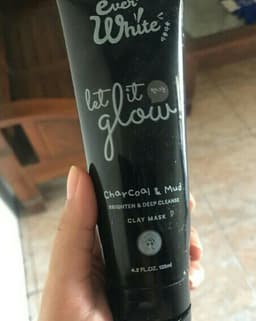 Ever
White
let it
glow
Charcoal & Mud
BRIGHTEN & DEEP CLEANSE
CLAY MASK